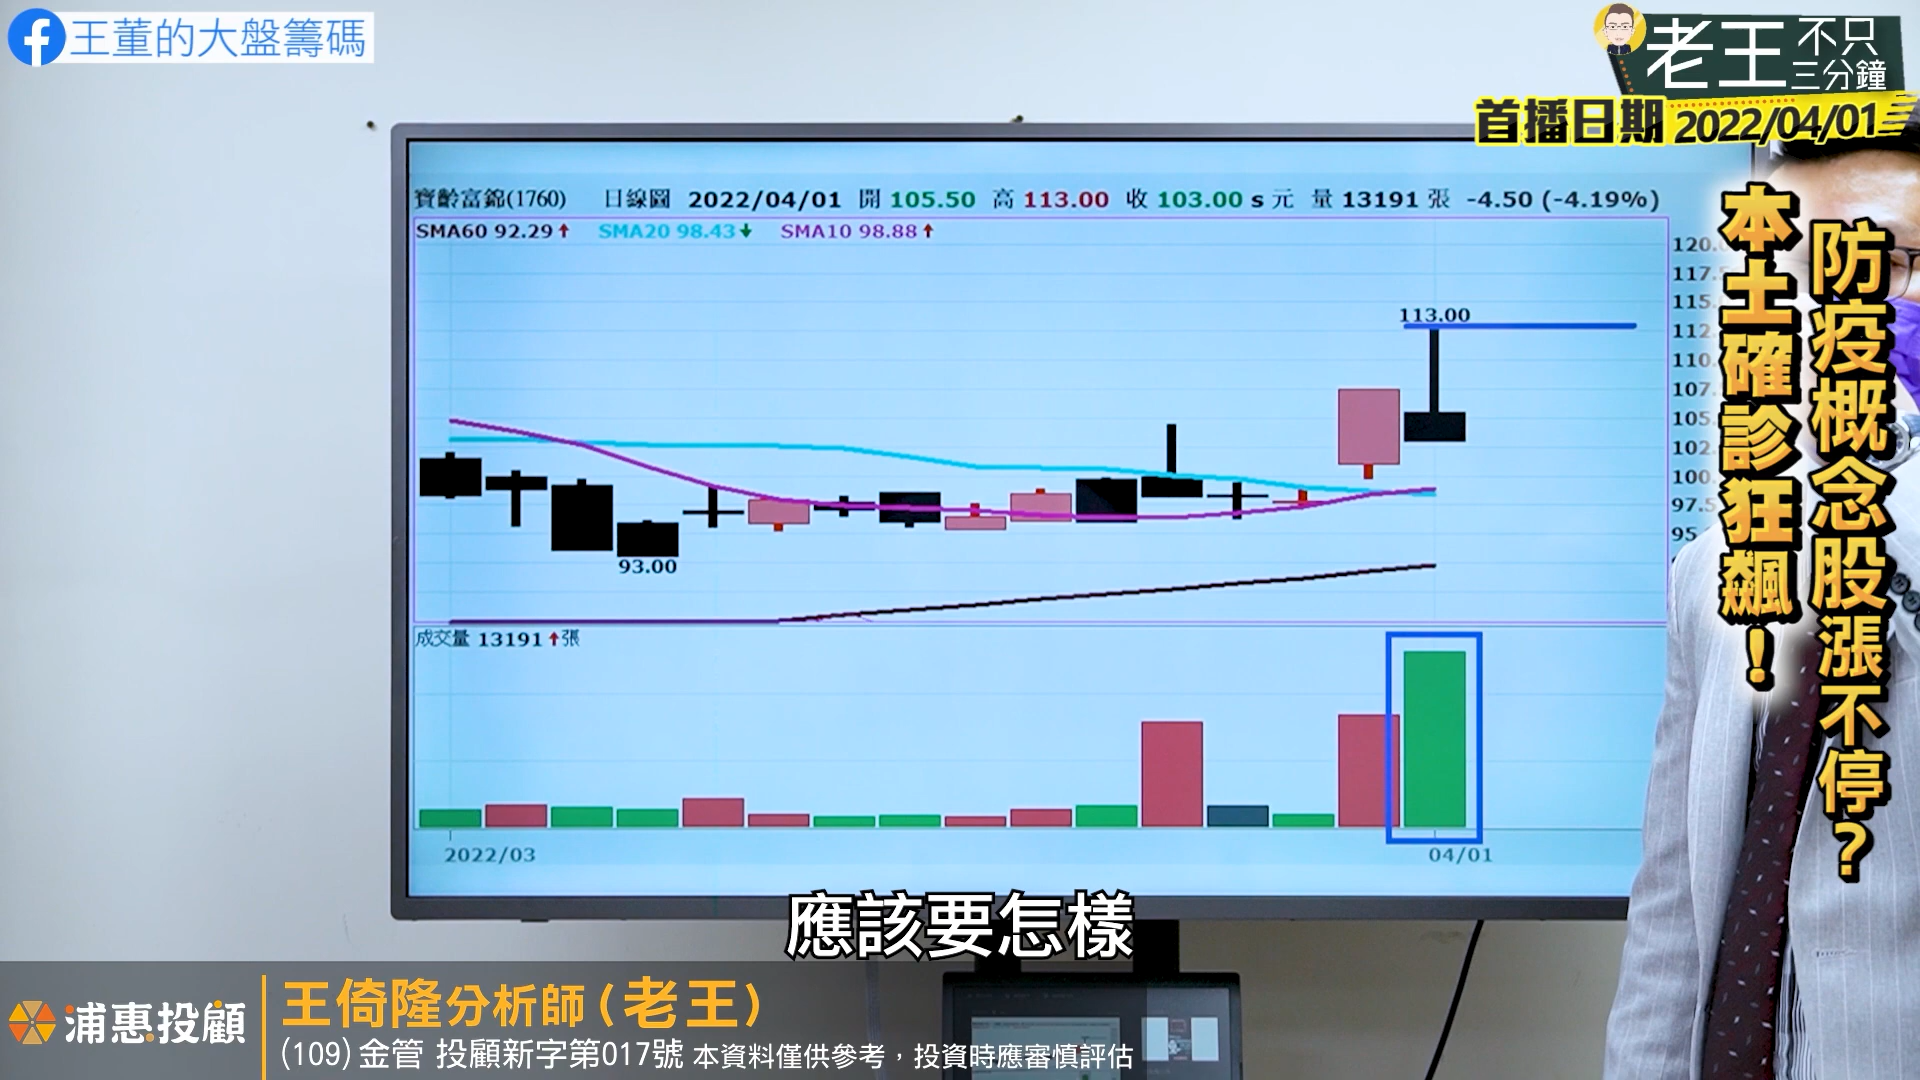 王董的大盤籌碼
老王不只三分鐘
首播日期 2022/04/01
本土確診狂飆！
防疫概念股漲不停？
寶齡富錦(1760) 日線圖 2022/04/01 開 105.50 高 113.00 收 103.00 s 元 量 13191 張 -4.50 (-4.19%)
SMA60 92.29↑ SMA20 98.43↓ SMA10 98.88↑
120.
117.5
115.
113.00
112.
110.
107.
105.
102.
100.
97.5
95.
93.00
成交量 13191↑張
2022/03 04/01
應該要怎樣
浦惠投顧
王倚隆分析師(老王)
(109)金管 投顧新字第017號 本資料僅供參考，投資時應審慎評估